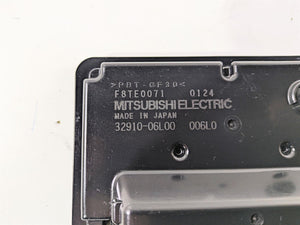 >PBT-GF30<
F8TE0071 0124
MITSUBISHI ELECTRIC
MADE IN JAPAN
32910-06L00 006L0